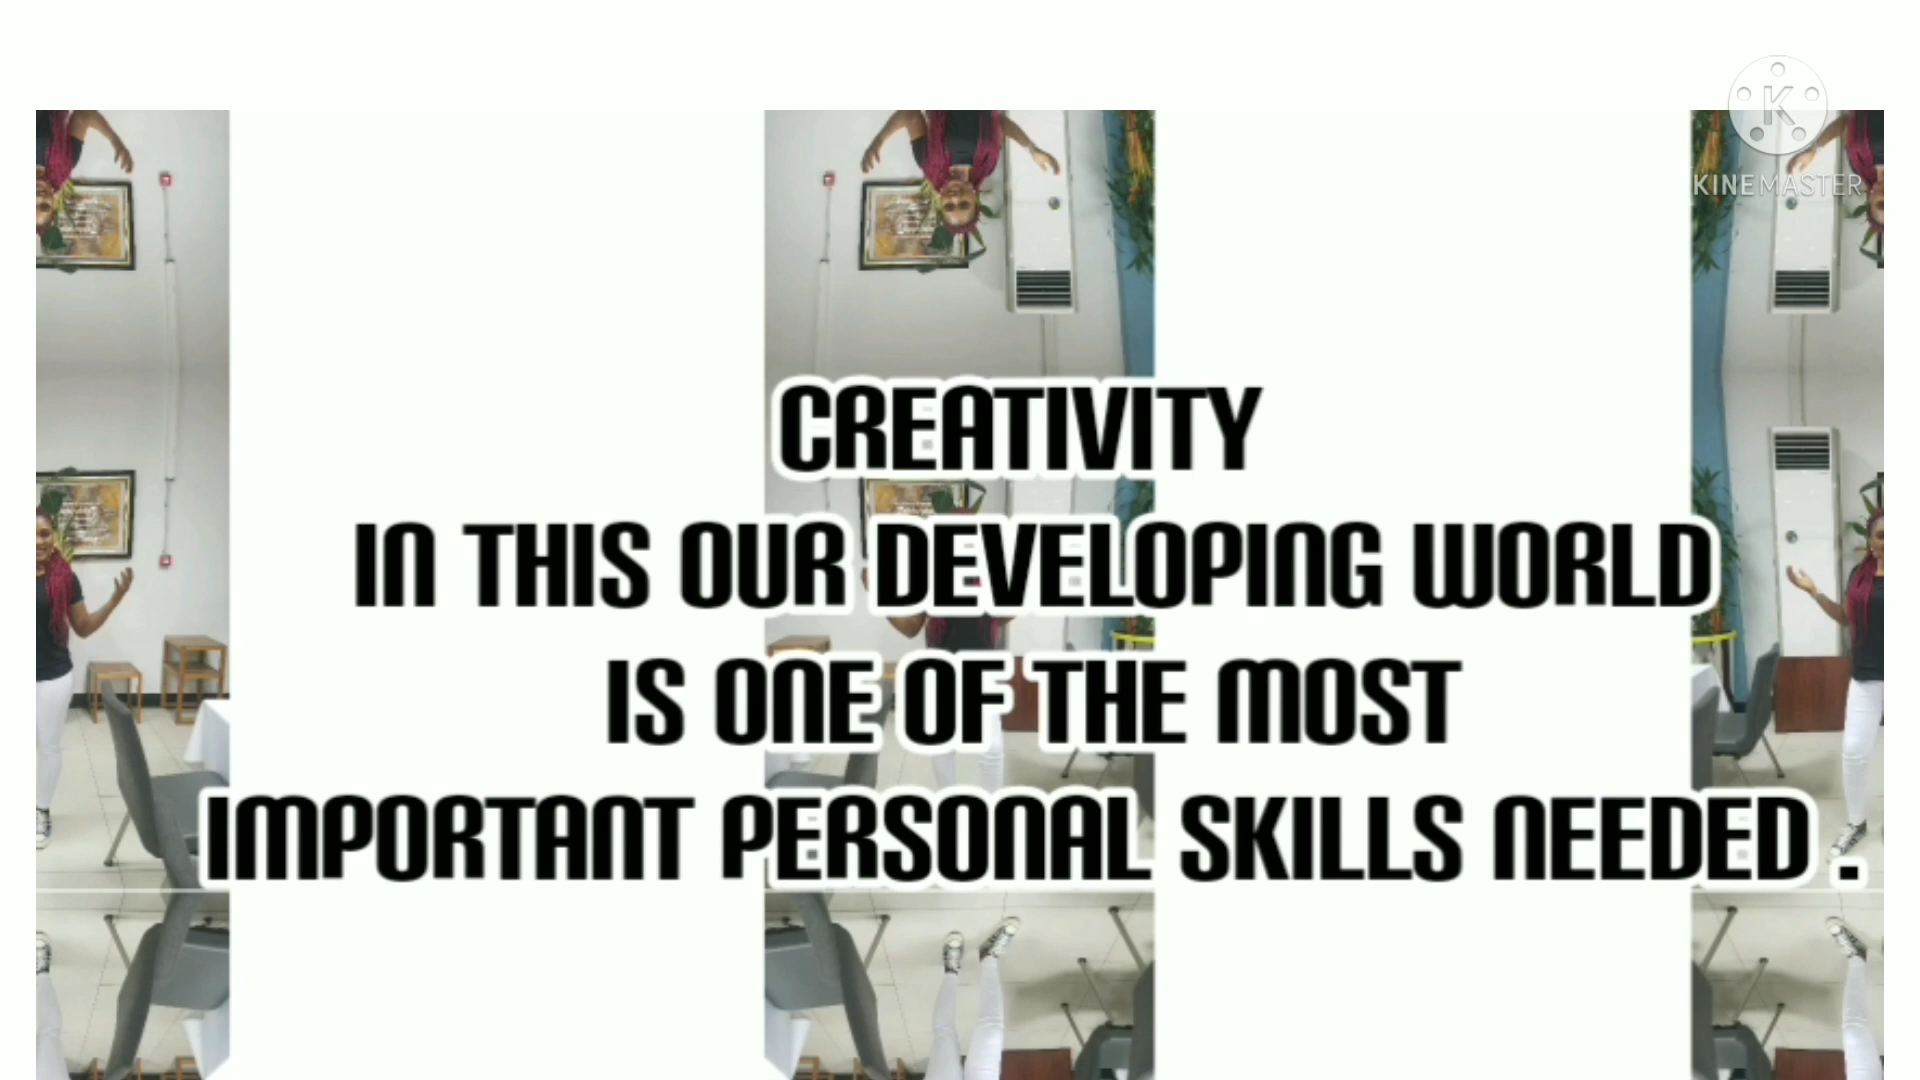 K
KINEMASTER
CREATIVITY
IN THIS OUR DEVELOPING WORLD
IS ONE OF THE MOST
IMPORTANT PERSONAL SKILLS NEEDED .